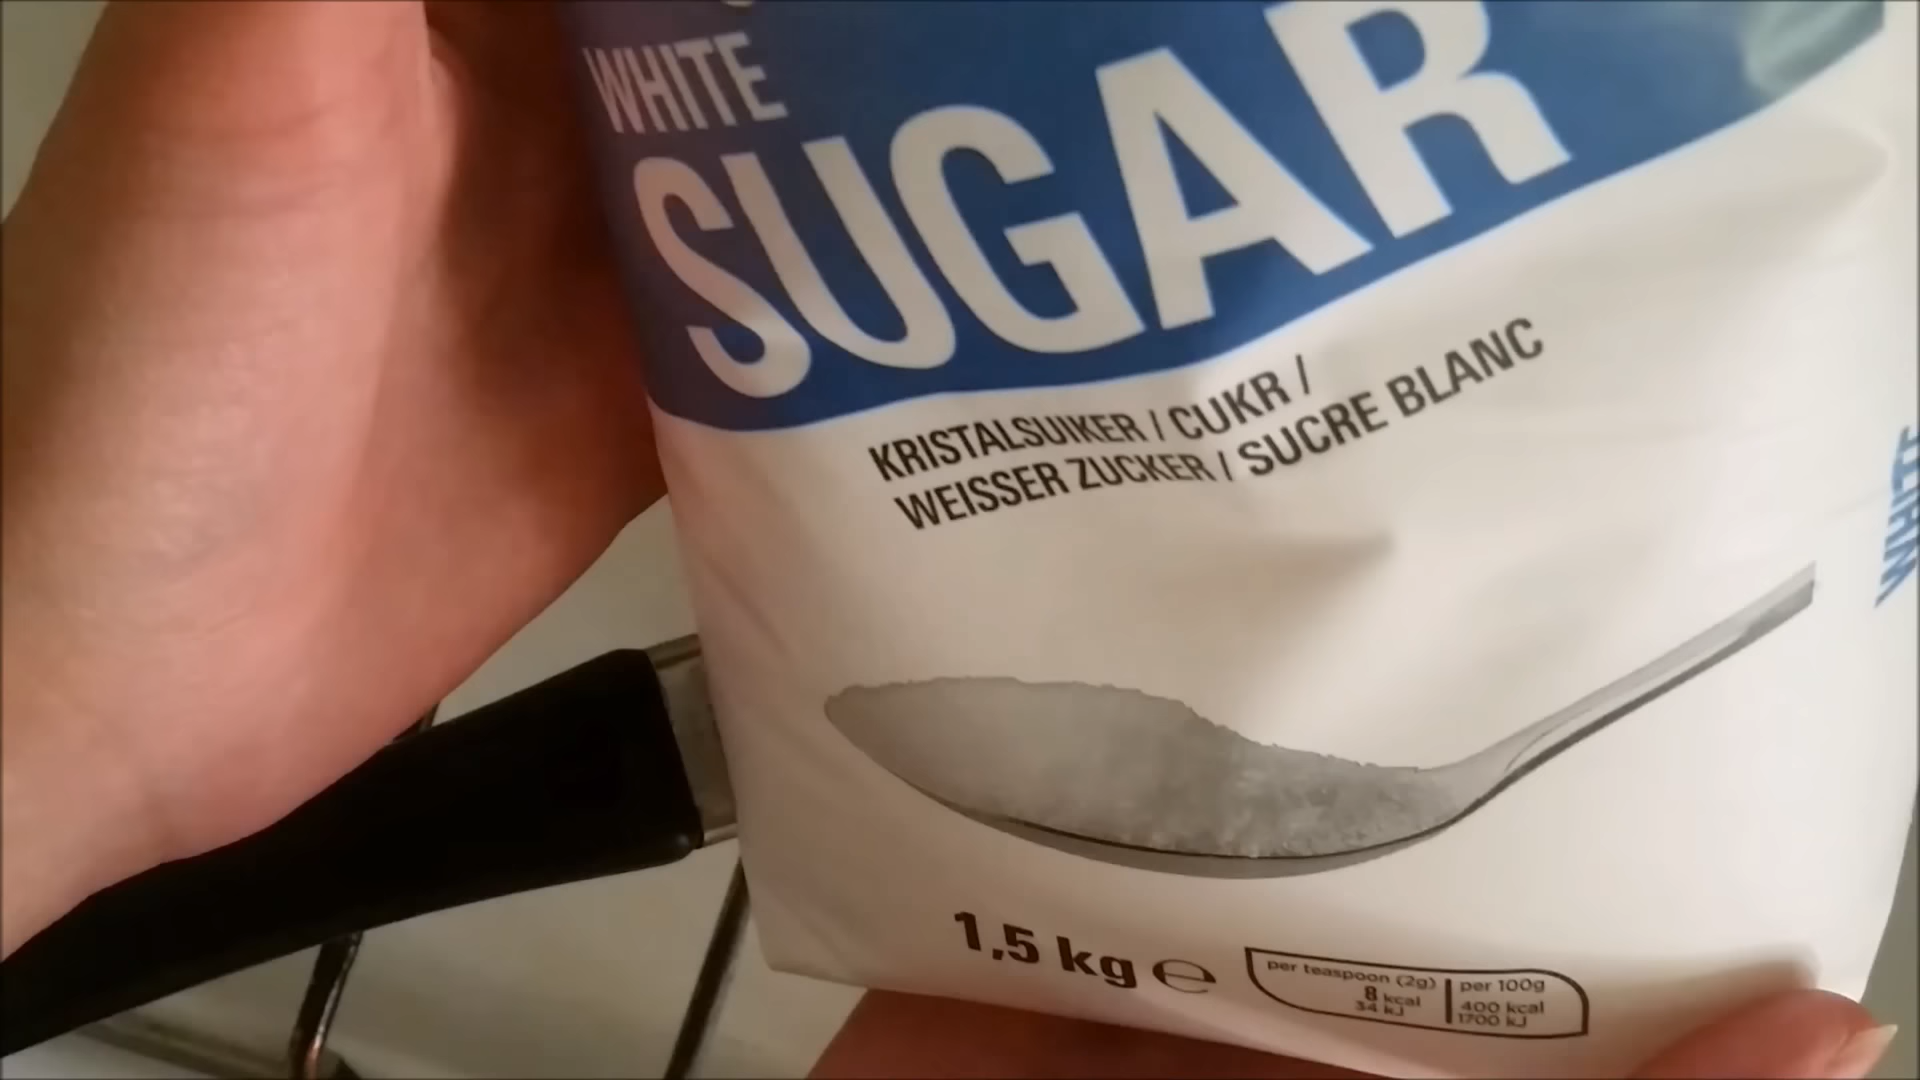 WHITE
SUGAR
KRISTALSUIKER / CUKR /
WEISSER ZUCKER / SUCRE BLANC
WHITE
1,5 kg ℮
per teaspoon (2g) | per 100g
8 kcal | 400 kcal
34 kJ | 1700 kJ